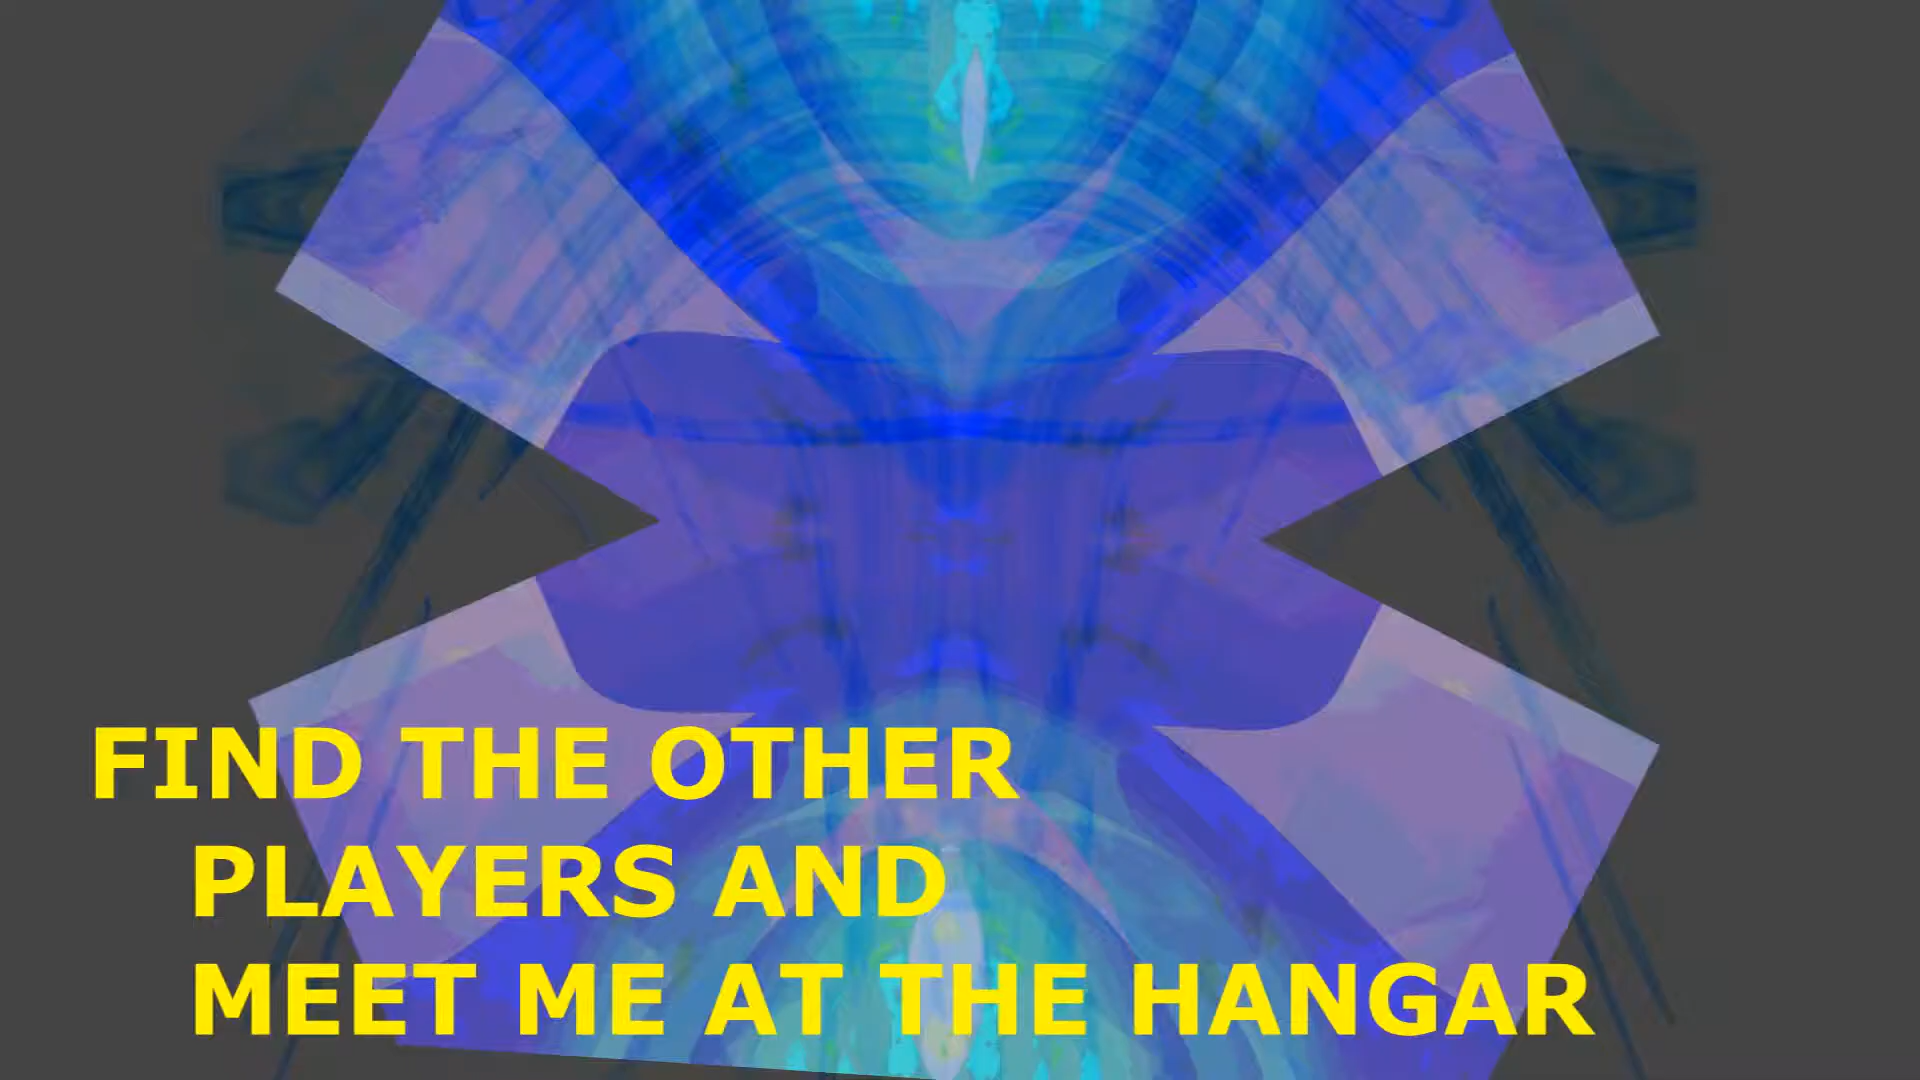 FIND THE OTHER
PLAYERS AND
MEET ME AT THE HANGAR